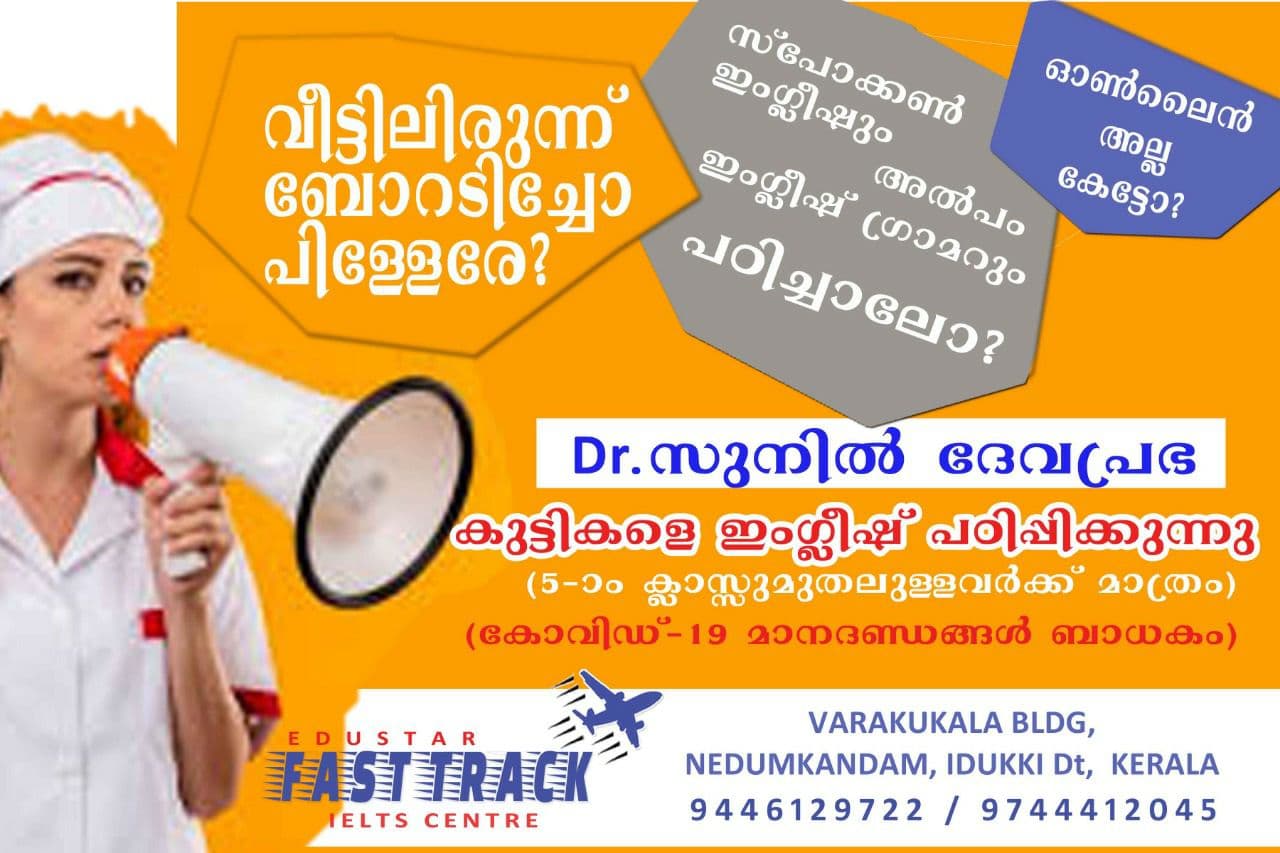 വീട്ടിലിരുന്ന്
ബോറടിച്ചോ
പിള്ളേരേ?
സ്പോക്കൺ
ഇംഗ്ലീഷും
അൽപം
ഇംഗ്ലീഷ് ഗ്രാമറും
പഠിച്ചാലോ?
ഓൺലൈൻ
അല്ല
കേട്ടോ?
Dr.സുനിൽ ദേവപ്രഭ
കുട്ടികളെ ഇംഗ്ലീഷ് പഠിപ്പിക്കുന്നു
(5-ാം ക്ലാസ്സുമുതലുള്ളവർക്ക് മാത്രം)
(കോവിഡ്-19 മാനദണ്ഡങ്ങൾ ബാധകം)
EDUSTAR
FAST TRACK
IELTS CENTRE
VARAKUKALA BLDG,
NEDUMKANDAM, IDUKKI Dt, KERALA
9446129722 / 9744412045